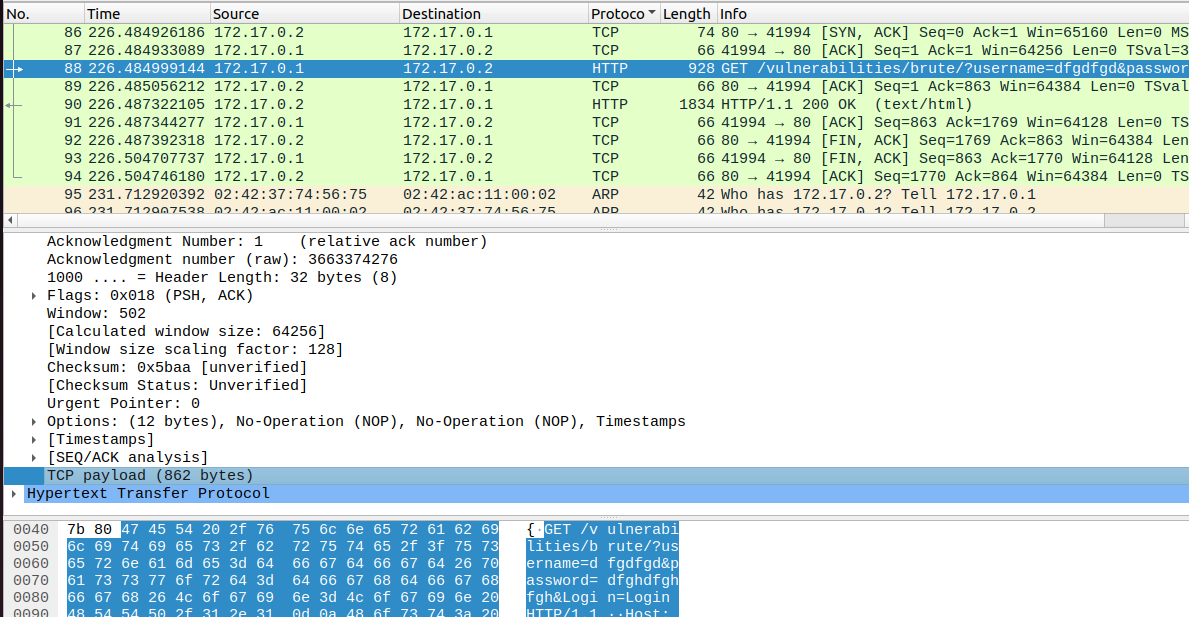 No. Time Source Destination Protoco Length Info
86 226.484926186 172.17.0.2 172.17.0.1 TCP 74 80 → 41994 [SYN, ACK] Seq=0 Ack=1 Win=65160 Len=0 MS
87 226.484933089 172.17.0.1 172.17.0.2 TCP 66 41994 → 80 [ACK] Seq=1 Ack=1 Win=64256 Len=0 TSval=3
88 226.484999144 172.17.0.1 172.17.0.2 HTTP 928 GET /vulnerabilities/brute/?username=dfgdfgd&passwor
89 226.485056212 172.17.0.2 172.17.0.1 TCP 66 80 → 41994 [ACK] Seq=1 Ack=863 Win=64384 Len=0 TSval
90 226.487322105 172.17.0.2 172.17.0.1 HTTP 1834 HTTP/1.1 200 OK (text/html)
91 226.487344277 172.17.0.1 172.17.0.2 TCP 66 41994 → 80 [ACK] Seq=863 Ack=1769 Win=64128 Len=0 TS
92 226.487392318 172.17.0.2 172.17.0.1 TCP 66 80 → 41994 [FIN, ACK] Seq=1769 Ack=863 Win=64384 Len
93 226.504707737 172.17.0.1 172.17.0.2 TCP 66 41994 → 80 [FIN, ACK] Seq=863 Ack=1770 Win=64128 Len
94 226.504746180 172.17.0.2 172.17.0.1 TCP 66 80 → 41994 [ACK] Seq=1770 Ack=864 Win=64384 Len=0 TS
95 231.712920392 02:42:37:74:56:75 02:42:ac:11:00:02 ARP 42 Who has 172.17.0.2? Tell 172.17.0.1
96 231.712907538 02:42:ac:11:00:02 02:42:37:74:56:75 ARP 42 Who has 172.17.0.1? Tell 172.17.0.2
Acknowledgment Number: 1 (relative ack number)
Acknowledgment number (raw): 3663374276
1000 .... = Header Length: 32 bytes (8)
Flags: 0x018 (PSH, ACK)
Window: 502
[Calculated window size: 64256]
[Window size scaling factor: 128]
Checksum: 0x5baa [unverified]
[Checksum Status: Unverified]
Urgent Pointer: 0
Options: (12 bytes), No-Operation (NOP), No-Operation (NOP), Timestamps
[Timestamps]
[SEQ/ACK analysis]
TCP payload (862 bytes)
Hypertext Transfer Protocol
0040 7b 80 47 45 54 20 2f 76 75 6c 6e 65 72 61 62 69 {·GET /v ulnerabi
0050 6c 69 74 69 65 73 2f 62 72 75 74 65 2f 3f 75 73 lities/b rute/?us
0060 65 72 6e 61 6d 65 3d 64 66 67 64 66 67 64 26 70 ername=d fgdfgd&p
0070 61 73 73 77 6f 72 64 3d 64 66 67 68 64 66 67 68 assword= dfghdfgh
0080 66 67 68 26 4c 6f 67 69 6e 3d 4c 6f 67 69 6e 20 fgh&Logi n=Login
0090 48 54 54 50 2f 31 2e 31 0d 0a 48 6f 73 74 3a 20 HTTP/1.1 ··Host: